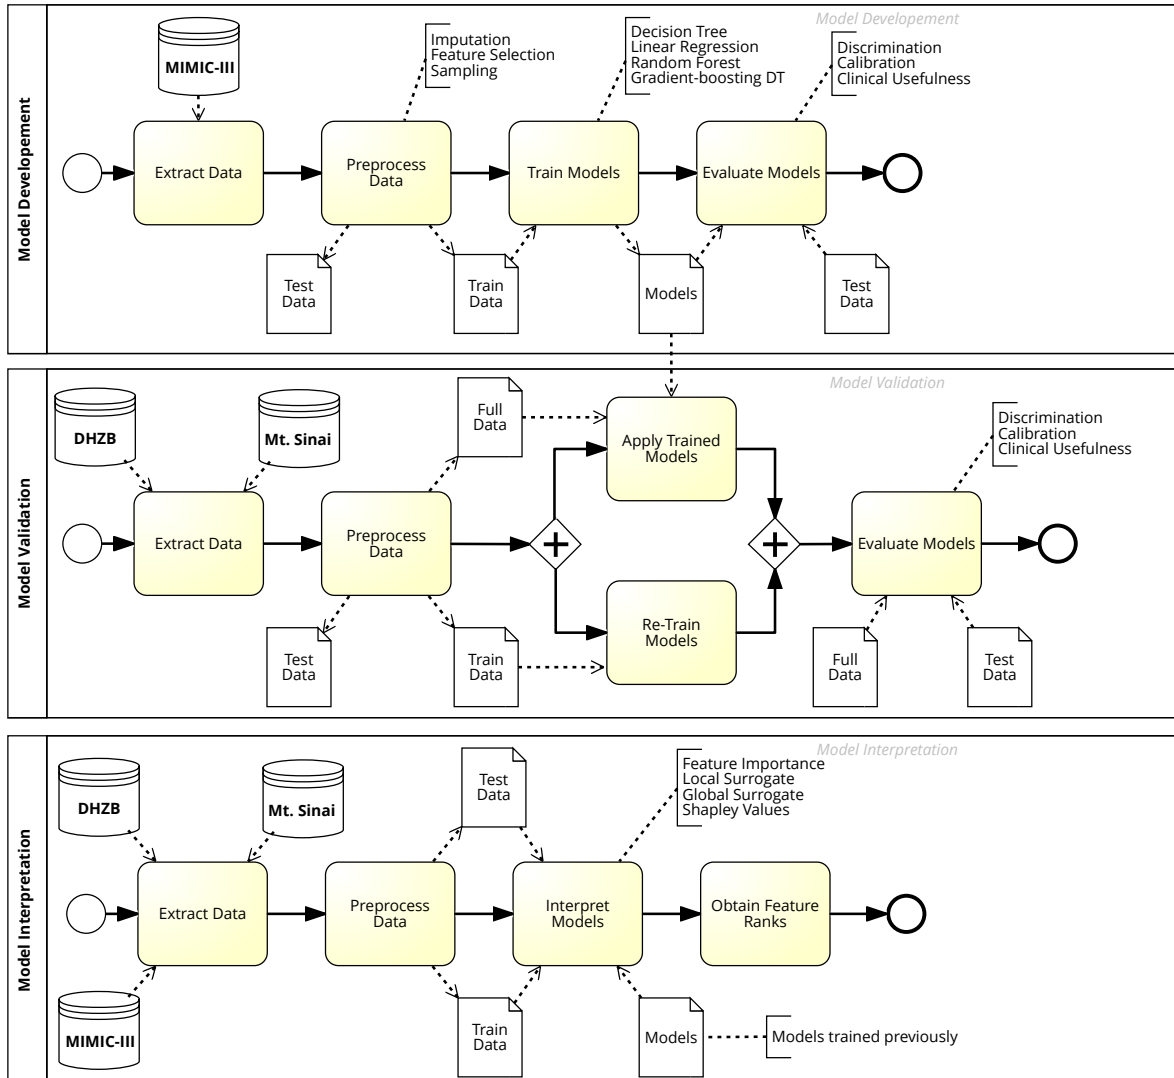 Model Developement
Model Developement
MIMIC-III
Imputation
Feature Selection
Sampling
Decision Tree
Linear Regression
Random Forest
Gradient-boosting DT
Discrimination
Calibration
Clinical Usefulness
Extract Data
Preprocess
Data
Train Models
Evaluate Models
Test
Data
Train
Data
Models
Test
Data
Model Validation
Model Validation
DHZB
Mt. Sinai
Full
Data
Apply Trained
Models
Discrimination
Calibration
Clinical Usefulness
Extract Data
Preprocess
Data
Evaluate Models
Re-Train
Models
Test
Data
Train
Data
Full
Data
Test
Data
Model Interpretation
Model Interpretation
DHZB
Mt. Sinai
Test
Data
Feature Importance
Local Surrogate
Global Surrogate
Shapley Values
Extract Data
Preprocess
Data
Interpret
Models
Obtain Feature
Ranks
MIMIC-III
Train
Data
Models
Models trained previously